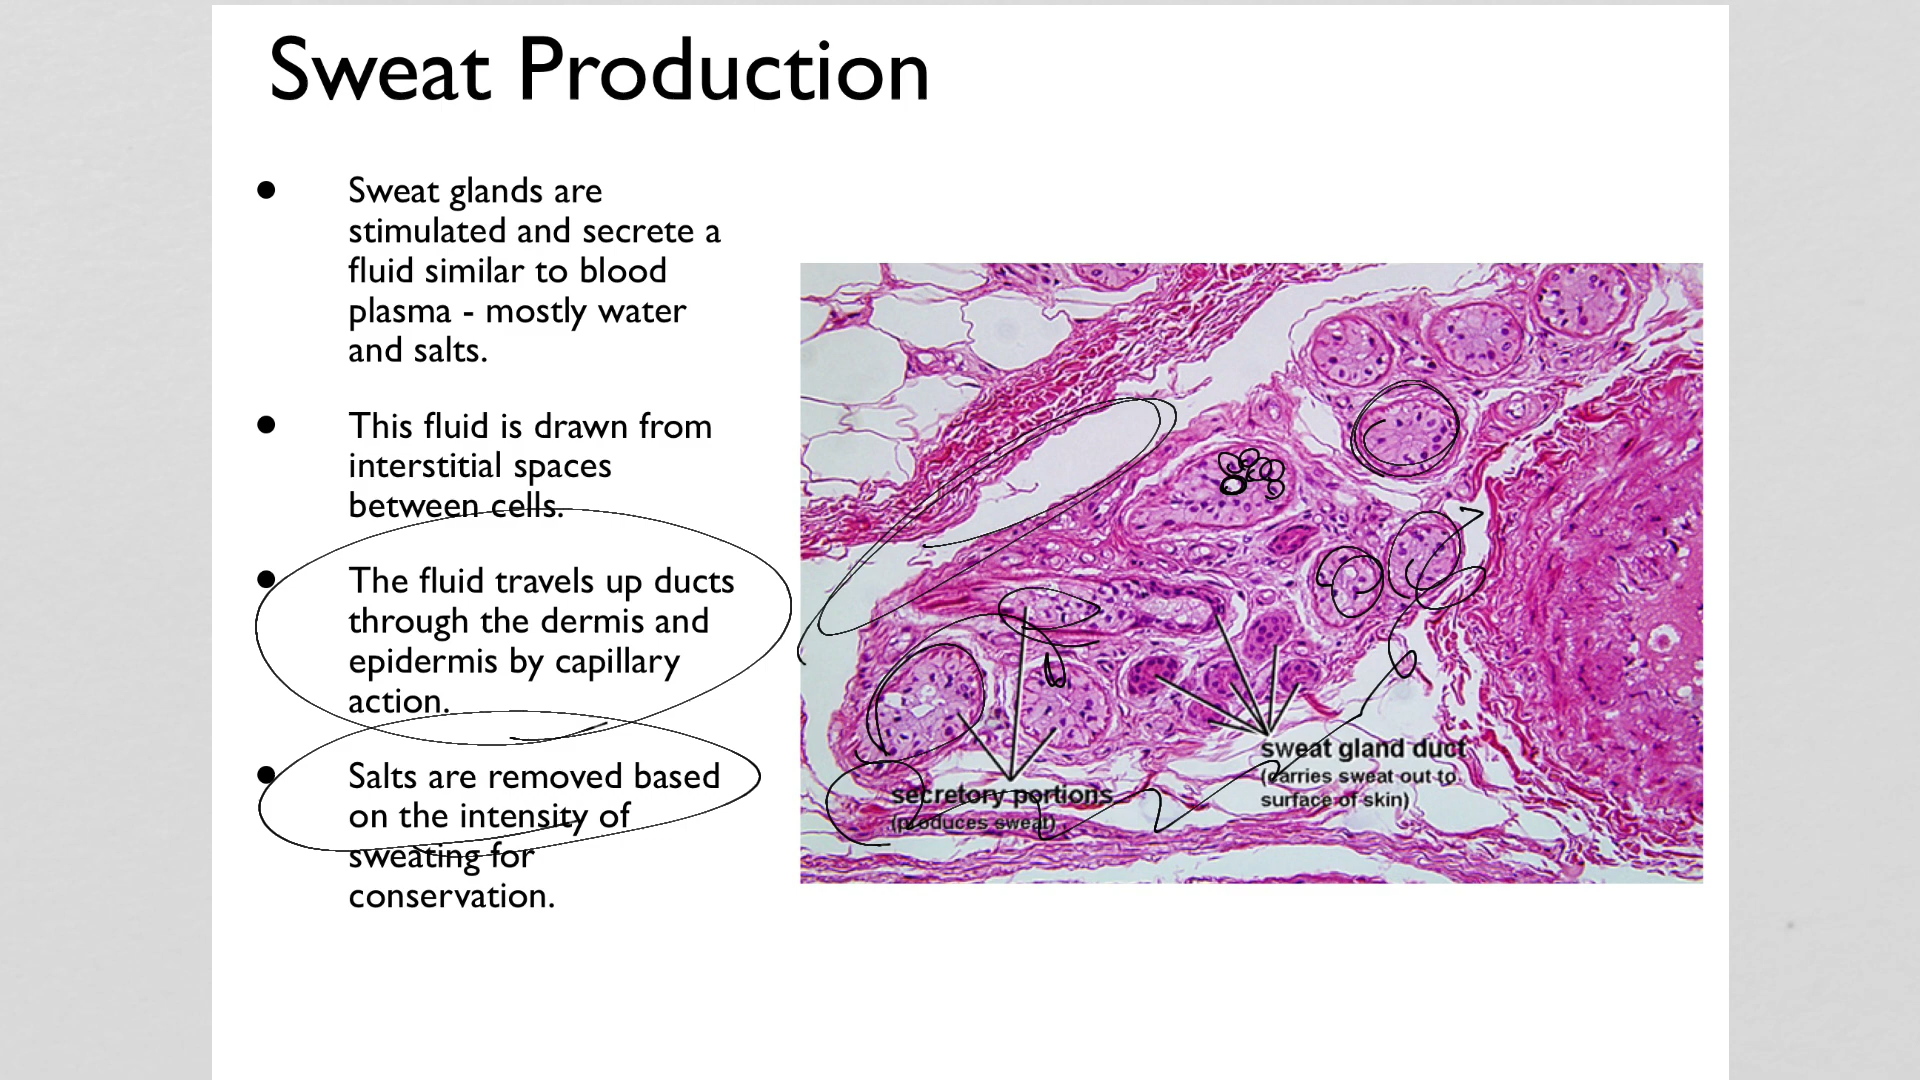 Sweat Production
• Sweat glands are
stimulated and secrete a
fluid similar to blood
plasma - mostly water
and salts.
• This fluid is drawn from
interstitial spaces
between cells.
• The fluid travels up ducts
through the dermis and
epidermis by capillary
action.
• Salts are removed based
on the intensity of
sweating for
conservation.
secretory portions
(produces sweat)
sweat gland duct
(carries sweat out to
surface of skin)